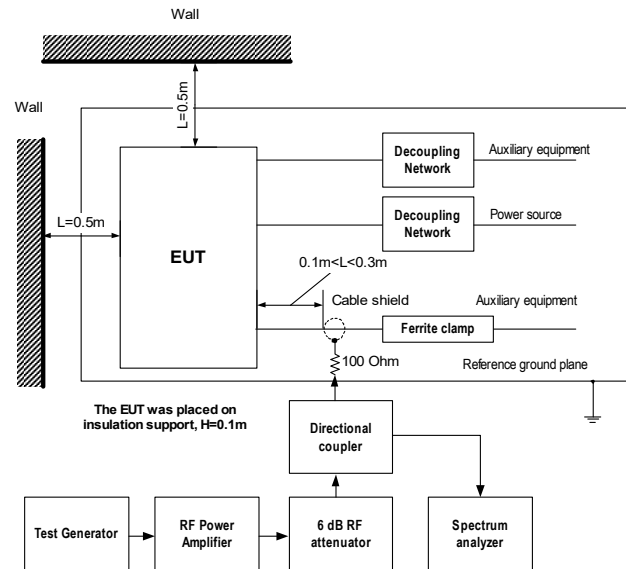 Wall
Wall
L=0.5m
Decoupling
Network
Auxiliary equipment
L=0.5m
Decoupling
Network
Power source
EUT
0.1m<L<0.3m
Cable shield
Auxiliary equipment
Ferrite clamp
100 Ohm
Reference ground plane
The EUT was placed on
insulation support, H=0.1m
Directional
coupler
Test Generator
RF Power
Amplifier
6 dB RF
attenuator
Spectrum
analyzer